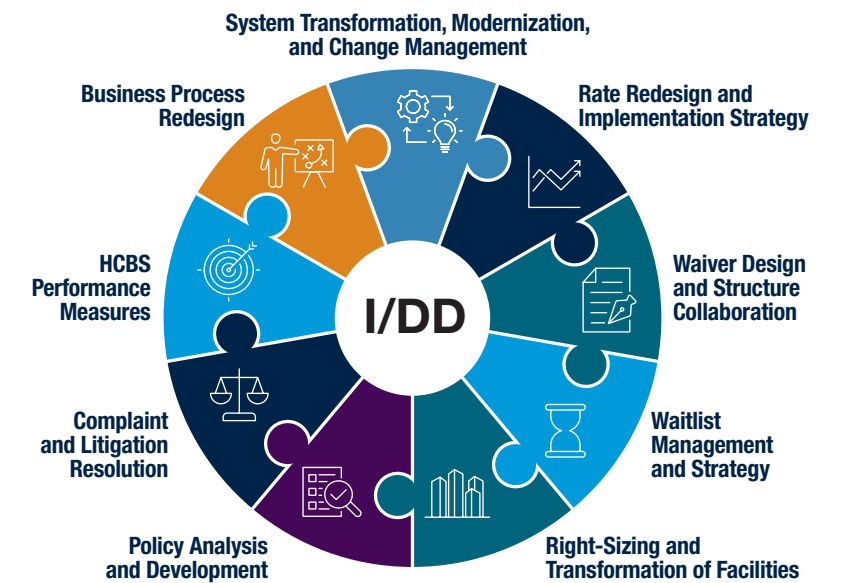 System Transformation, Modernization,
and Change Management
Business Process
Redesign
Rate Redesign and
Implementation Strategy
HCBS
Performance
Measures
I/DD
Waiver Design
and Structure
Collaboration
Complaint
and Litigation
Resolution
Waitlist
Management
and Strategy
Policy Analysis
and Development
Right-Sizing and
Transformation of Facilities